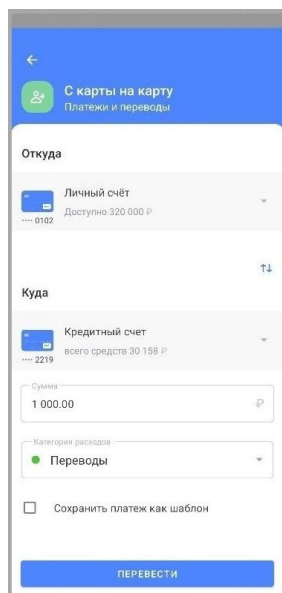 С карты на карту
Платежи и переводы
Откуда
Личный счёт
Доступно 320 000 ₽
•••• 0102
Куда
Кредитный счет
всего средств 30 158 ₽
•••• 2219
Сумма
1 000.00 ₽
Категория расходов
Переводы
Сохранить платеж как шаблон
ПЕРЕВЕСТИ